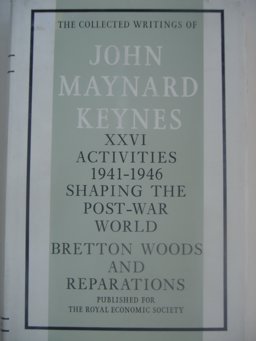 THE COLLECTED WRITINGS OF
JOHN
MAYNARD
KEYNES
XXVI
ACTIVITIES
1941-1946
SHAPING THE
POST-WAR
WORLD
BRETTON WOODS
AND
REPARATIONS
PUBLISHED FOR
THE ROYAL ECONOMIC SOCIETY